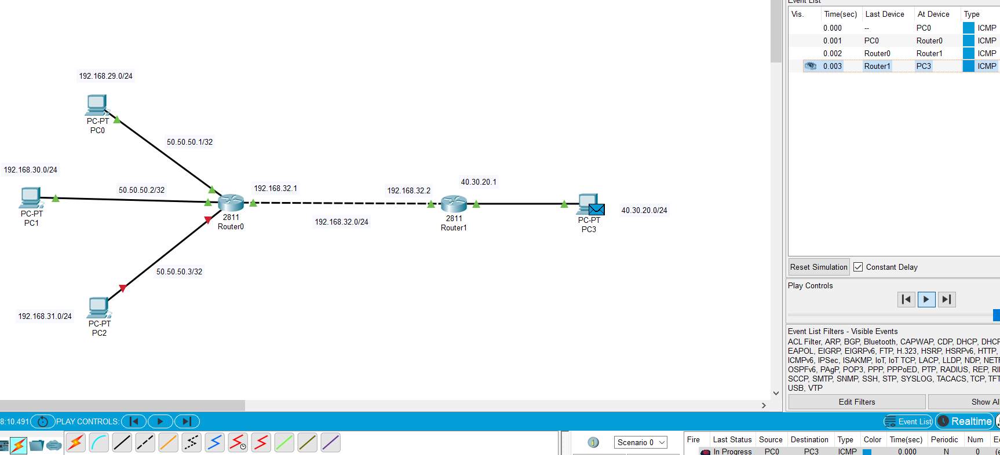 192.168.29.0/24
PC-PT
PC0
50.50.50.1/32
192.168.30.0/24
50.50.50.2/32
PC-PT
PC1
192.168.32.1
2811
Router0
192.168.32.0/24
192.168.32.2
40.30.20.1
2811
Router1
PC-PT
PC3
40.30.20.0/24
50.50.50.3/32
192.168.31.0/24
PC-PT
PC2
Event List
Vis. Time(sec) Last Device At Device Type
0.000 -- PC0 ICMP
0.001 PC0 Router0 ICMP
0.002 Router0 Router1 ICMP
0.003 Router1 PC3 ICMP
Reset Simulation Constant Delay
Play Controls
Event List Filters - Visible Events
ACL Filter, ARP, BGP, Bluetooth, CAPWAP, CDP, DHCP, DHCP
EAPOL, EIGRP, EIGRPv6, FTP, H.323, HSRP, HSRPv6, HTTP,
ICMPv6, IPSec, ISAKMP, IoT, IoT TCP, LACP, LLDP, NDP, NETF
OSPFv6, PAgP, POP3, PPP, PPPoED, PTP, RADIUS, REP, RI
SCCP, SMTP, SNMP, SSH, STP, SYSLOG, TACACS, TCP, TFT
USB, VTP
Edit Filters Show Al
8:10.491 PLAY CONTROLS: Event List Realtime
Scenario 0
Fire Last Status Source Destination Type Color Time(sec) Periodic Num
In Progress PC0 PC3 ICMP 0.000 N 0